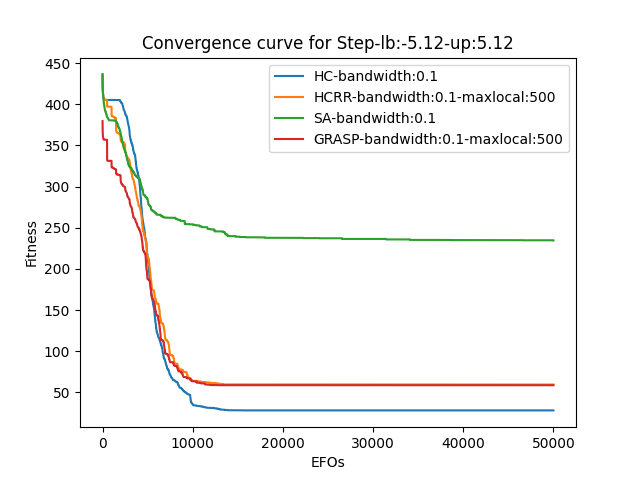 Convergence curve for Step-lb:-5.12-up:5.12
HC-bandwidth:0.1
HCRR-bandwidth:0.1-maxlocal:500
SA-bandwidth:0.1
GRASP-bandwidth:0.1-maxlocal:500
Fitness
450
400
350
300
250
200
150
100
50
0 10000 20000 30000 40000 50000
EFOs